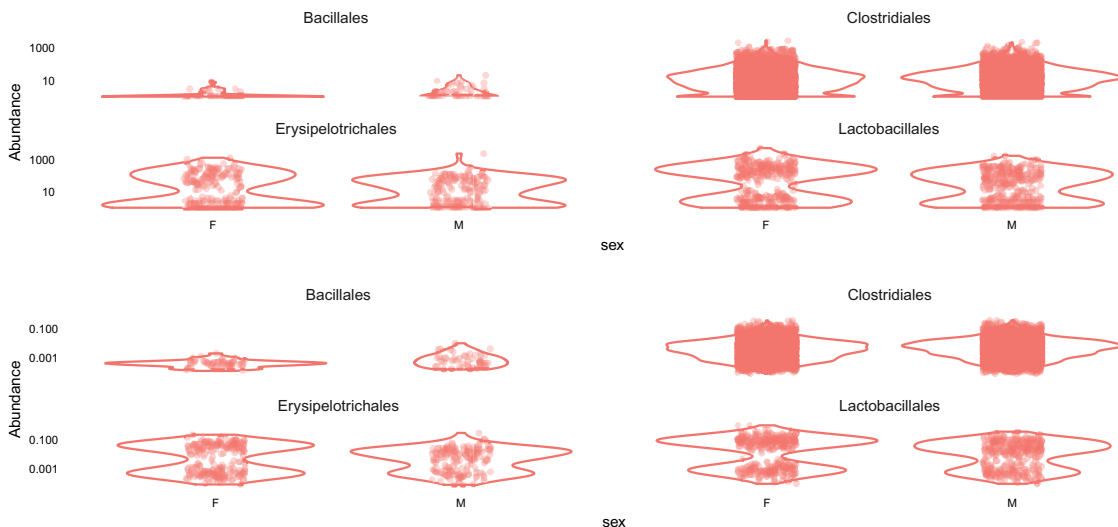 Bacillales
Clostridiales
1000
10
Erysipelotrichales
Lactobacillales
1000
10
Abundance
F
M
F
M
sex
Bacillales
Clostridiales
0.100
0.001
Erysipelotrichales
Lactobacillales
0.100
0.001
Abundance
F
M
F
M
sex